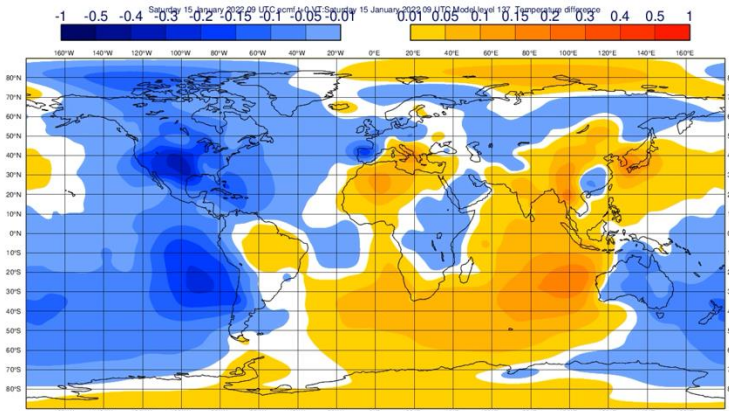 Saturday 15 January 2022 09 UTC ecmf t+0 VT:Saturday 15 January 2022 09 UTC Model level 137 Temperature difference
-1 -0.5 -0.4 -0.3 -0.2 -0.15 -0.1 -0.05 -0.01 0.01 0.05 0.1 0.15 0.2 0.3 0.4 0.5 1
160°W 140°W 120°W 100°W 80°W 60°W 40°W 20°W 0°E 20°E 40°E 60°E 80°E 100°E 120°E 140°E 160°E
80°N
70°N
60°N
50°N
40°N
30°N
20°N
10°N
0°N
10°S
20°S
30°S
40°S
50°S
60°S
70°S
80°S